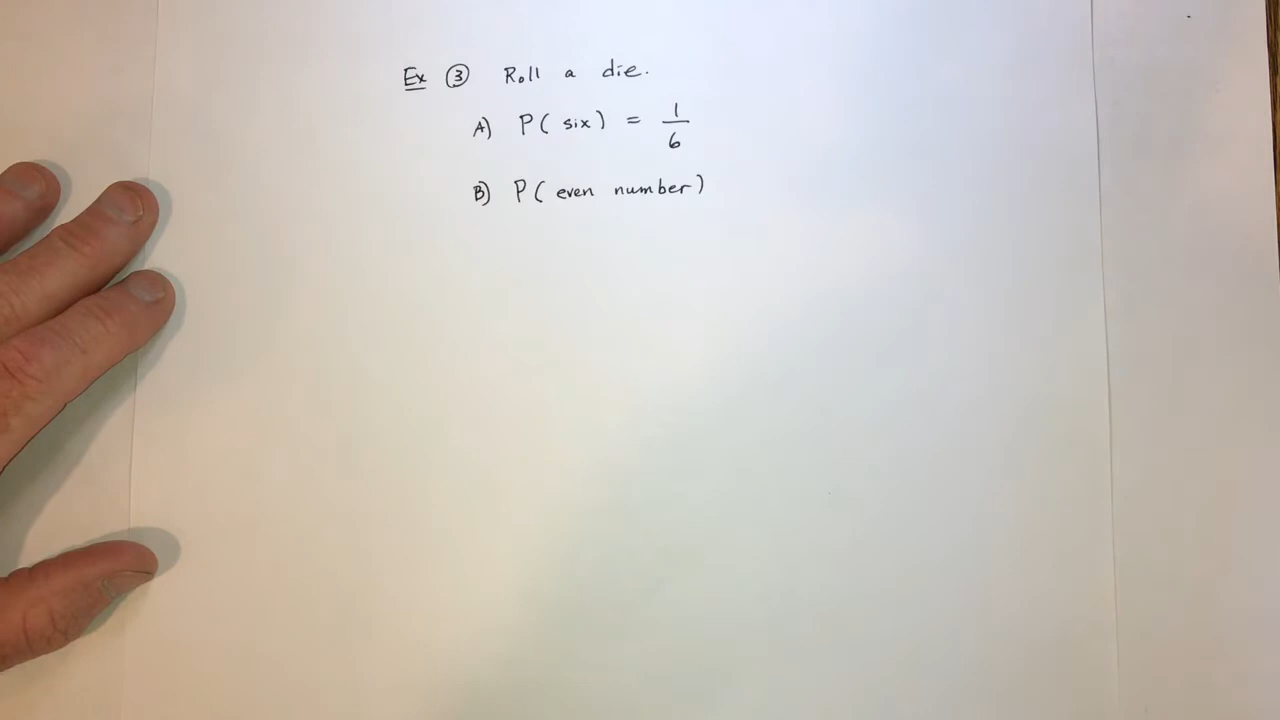 Ex ③ Roll a die.
A) P( six ) = 1/6
B) P( even number )